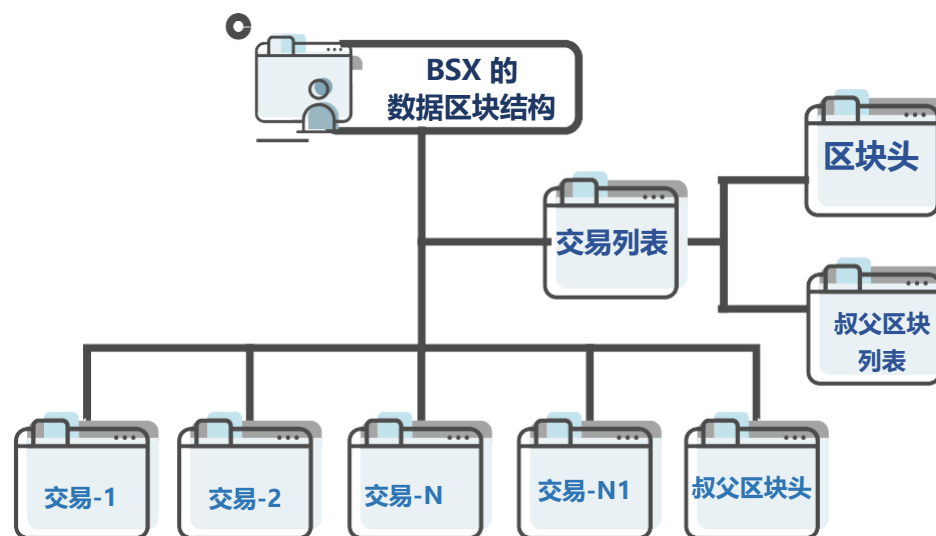 BSX 的
数据区块结构
区块头
交易列表
叔父区块
列表
交易-1
交易-2
交易-N
交易-N1
叔父区块头